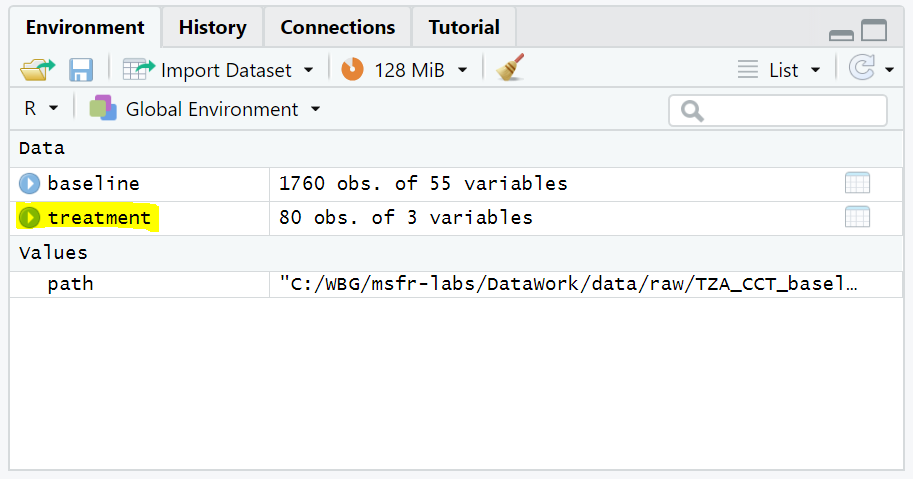 Environment History Connections Tutorial
Import Dataset 128 MiB List
R Global Environment
Data
baseline 1760 obs. of 55 variables
treatment 80 obs. of 3 variables
Values
path "C:/WBG/msfr-labs/DataWork/data/raw/TZA_CCT_basel…